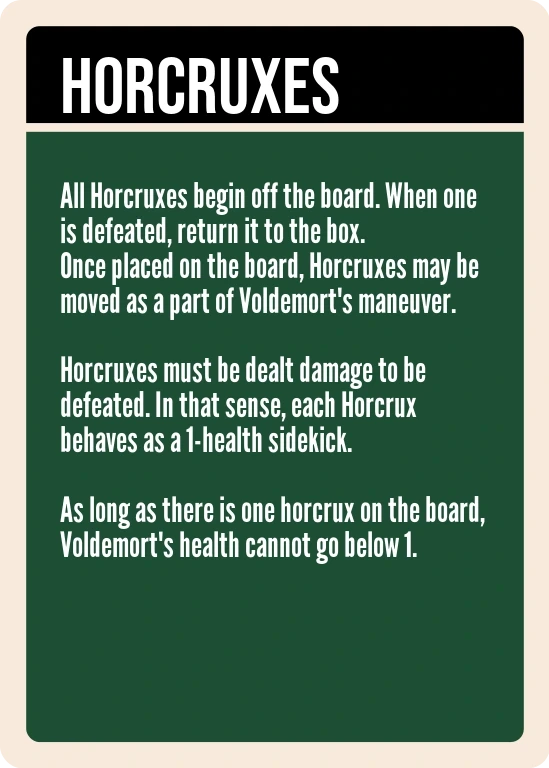 HORCRUXES
All Horcruxes begin off the board. When one
is defeated, return it to the box.
Once placed on the board, Horcruxes may be
moved as a part of Voldemort's maneuver.
Horcruxes must be dealt damage to be
defeated. In that sense, each Horcrux
behaves as a 1-health sidekick.
As long as there is one horcrux on the board,
Voldemort's health cannot go below 1.